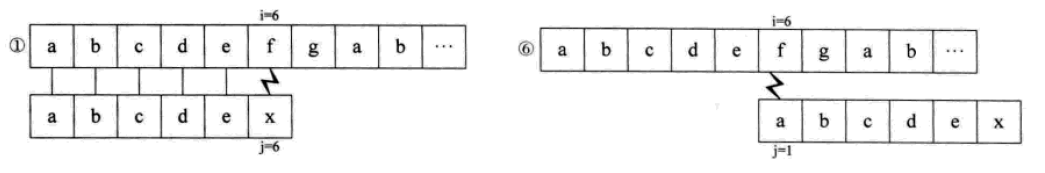 i=6
① a b c d e f g a b ⋯
a b c d e x
j=6
i=6
⑥ a b c d e f g a b ⋯
a b c d e x
j=1